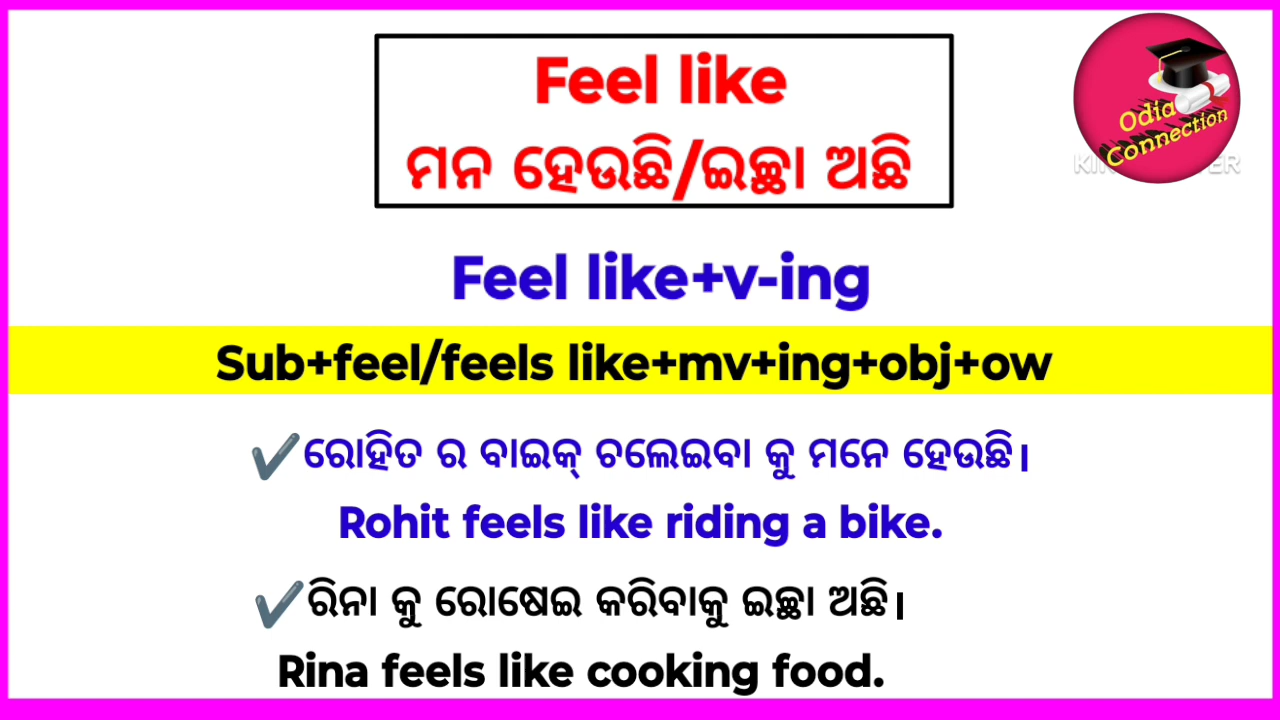 Feel like
ମନ ହେଉଛି/ଇଚ୍ଛା ଅଛି
Odia
Connection
Feel like+v-ing
Sub+feel/feels like+mv+ing+obj+ow
✔️ରୋହିତ ର ବାଇକ୍ ଚଲେଇବା କୁ ମନେ ହେଉଛି।
Rohit feels like riding a bike.
✔️ରିନା କୁ ରୋଷେଇ କରିବାକୁ ଇଚ୍ଛା ଅଛି।
Rina feels like cooking food.